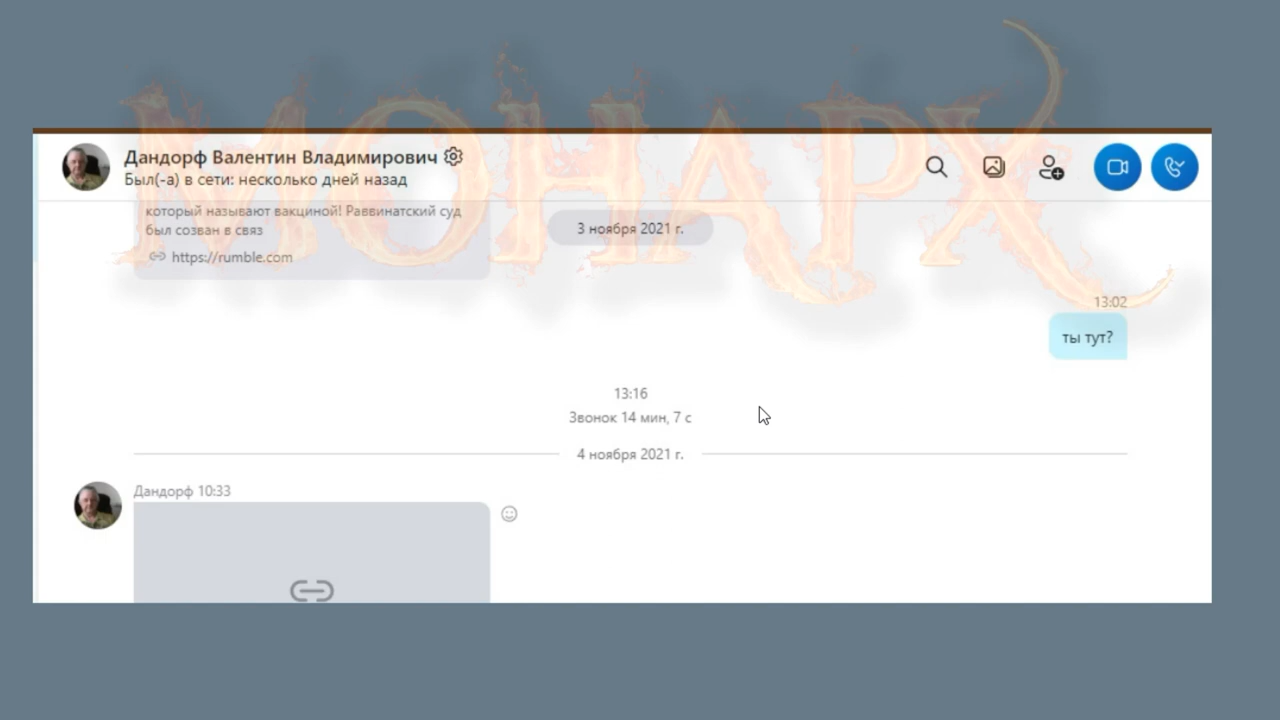 МОНАРХ
Дандорф Валентин Владимирович
Был(-а) в сети: несколько дней назад
который называют вакциной! Раввинатский суд
был созван в связ
https://rumble.com
3 ноября 2021 г.
13:02
ты тут?
13:16
Звонок 14 мин, 7 с
4 ноября 2021 г.
Дандорф 10:33